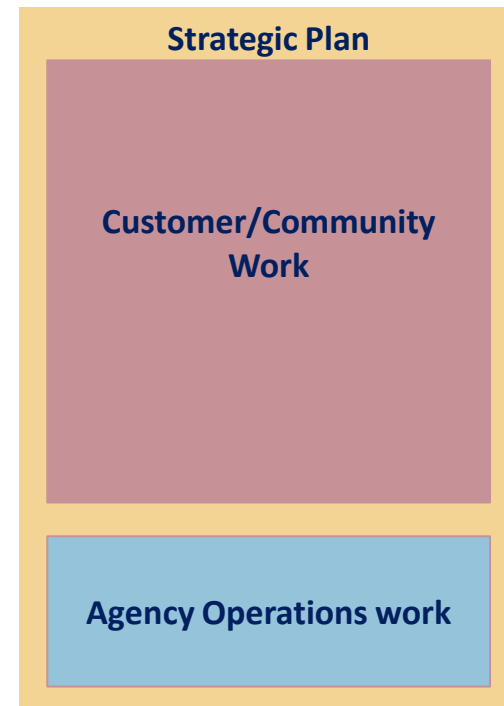 Strategic Plan
Customer/Community
Work
Agency Operations work